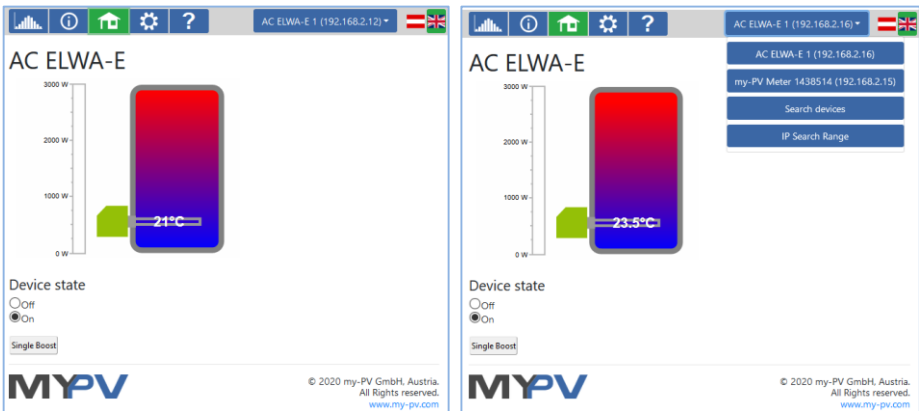 AC ELWA-E 1 (192.168.2.12)
AC ELWA-E
3000 W
2000 W
1000 W
0 W
21°C
Device state
Off
On
Single Boost
MYPV
© 2020 my-PV GmbH, Austria.
All Rights reserved.
www.my-pv.com
AC ELWA-E 1 (192.168.2.16)
AC ELWA-E 1 (192.168.2.16)
my-PV Meter 1438514 (192.168.2.15)
Search devices
IP Search Range
AC ELWA-E
3000 W
2000 W
1000 W
0 W
23.5°C
Device state
Off
On
Single Boost
MYPV
© 2020 my-PV GmbH, Austria.
All Rights reserved.
www.my-pv.com